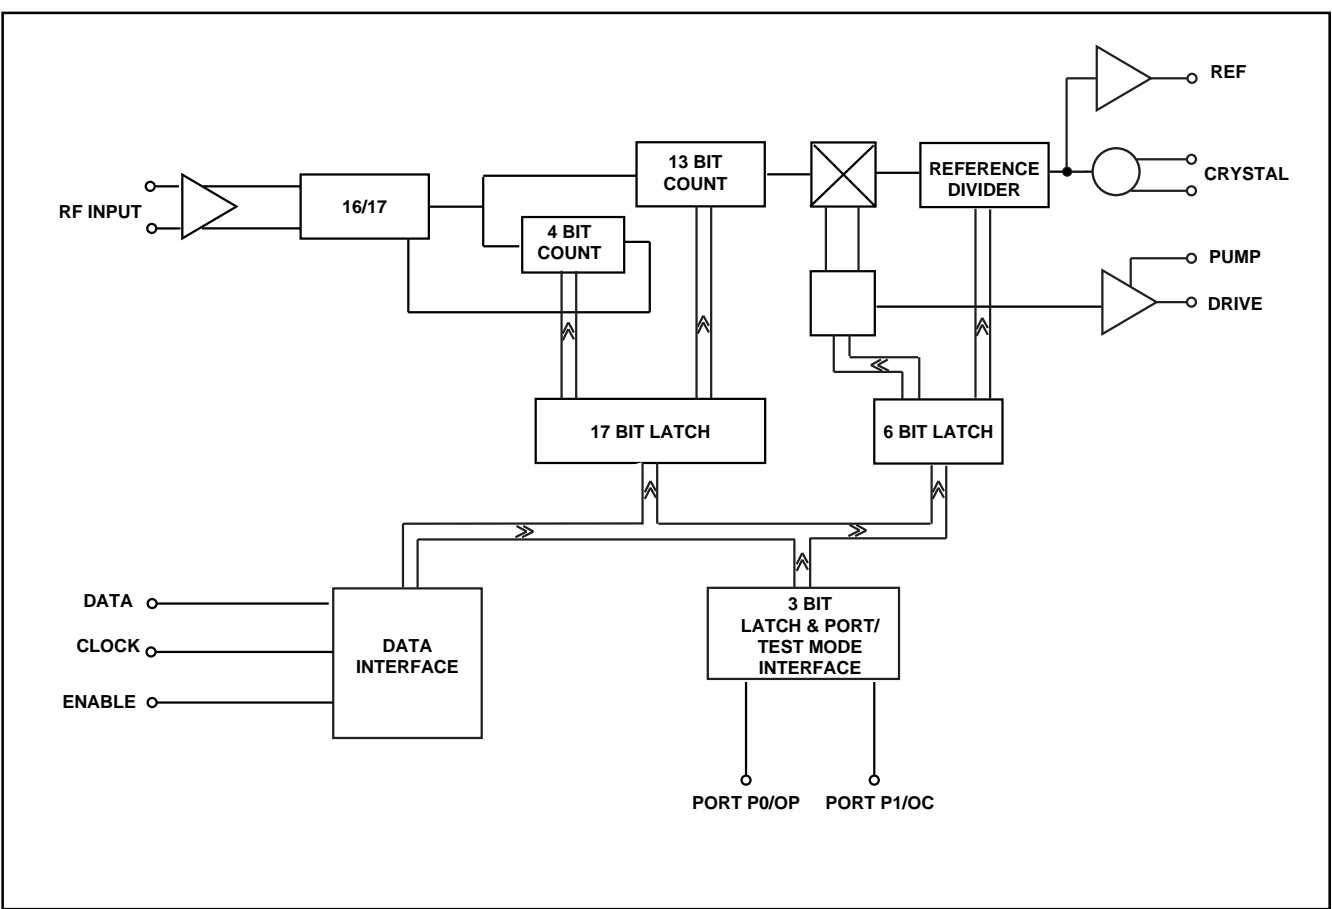 REF
13 BIT
COUNT
REFERENCE
DIVIDER
CRYSTAL
RF INPUT
16/17
4 BIT
COUNT
PUMP
DRIVE
17 BIT LATCH
6 BIT LATCH
DATA
CLOCK
ENABLE
DATA
INTERFACE
3 BIT
LATCH & PORT/
TEST MODE
INTERFACE
PORT P0/OP
PORT P1/OC